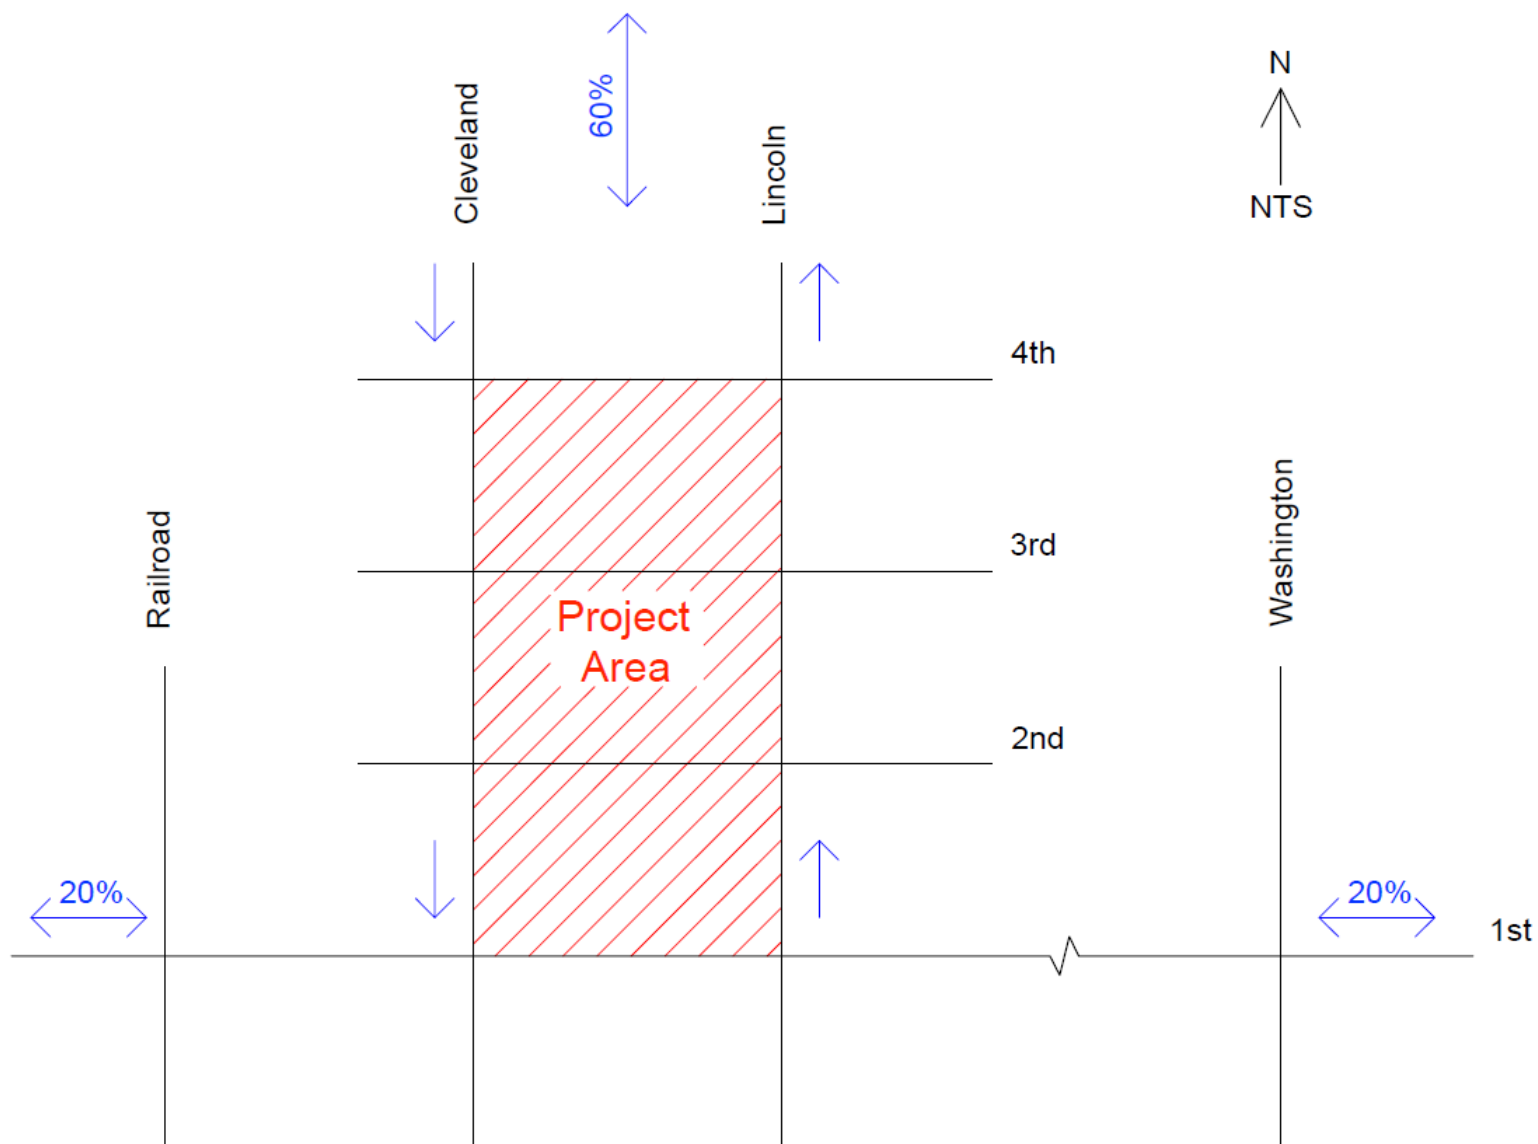 N
60%
Cleveland
Lincoln
NTS
4th
3rd
Railroad
Washington
Project
Area
2nd
20%
20%
1st